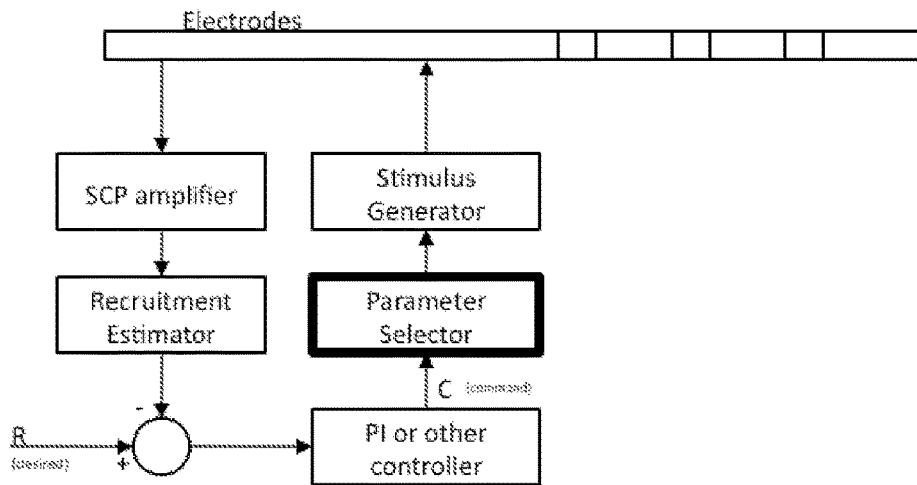 Electrodes
SCP amplifier
Stimulus
Generator
Recruitment
Estimator
Parameter
Selector
C (command)
-
R
+
(desired)
PI or other
controller